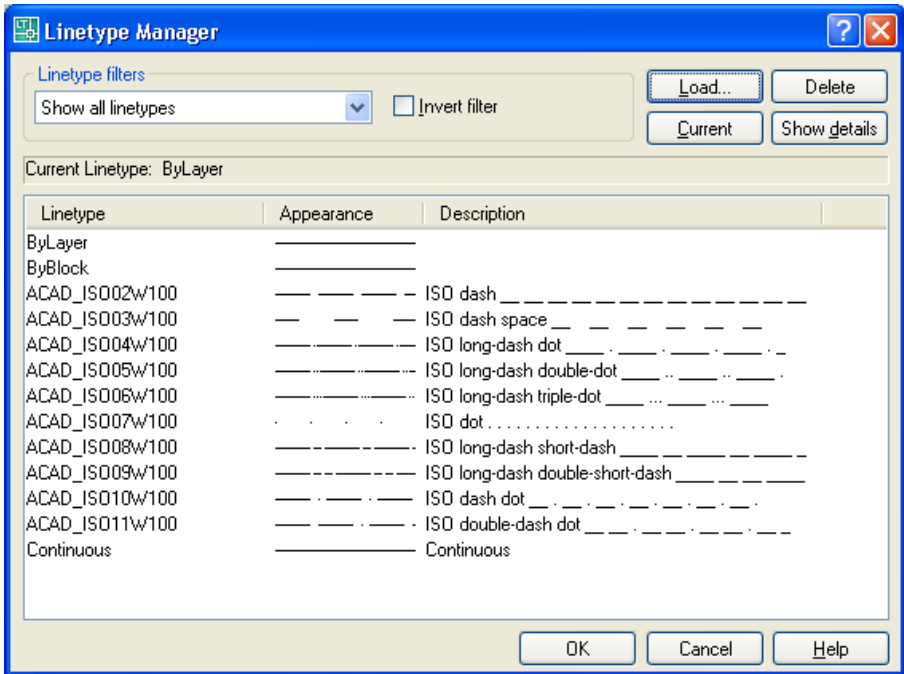 Linetype Manager
Linetype filters
Show all linetypes
Invert filter
Load...
Delete
Current
Show details
Current Linetype: ByLayer
Linetype Appearance Description
ByLayer
ByBlock
ACAD_ISO02W100 ISO dash __ __ __ __ __ __ __ __ __ __ __ __ __
ACAD_ISO03W100 ISO dash space __    __    __    __    __    __
ACAD_ISO04W100 ISO long-dash dot ____ . ____ . ____ . ____ . _
ACAD_ISO05W100 ISO long-dash double-dot ____ .. ____ .. ____ .
ACAD_ISO06W100 ISO long-dash triple-dot ____ ... ____ ... ____
ACAD_ISO07W100 ISO dot . . . . . . . . . . . . . . . . . . . .
ACAD_ISO08W100 ISO long-dash short-dash ____ __ ____ __ ____ _
ACAD_ISO09W100 ISO long-dash double-short-dash ____ __ __ ____
ACAD_ISO10W100 ISO dash dot __ . __ . __ . __ . __ . __ . __ .
ACAD_ISO11W100 ISO double-dash dot __ __ . __ __ . __ __ . __ _
Continuous Continuous
OK
Cancel
Help